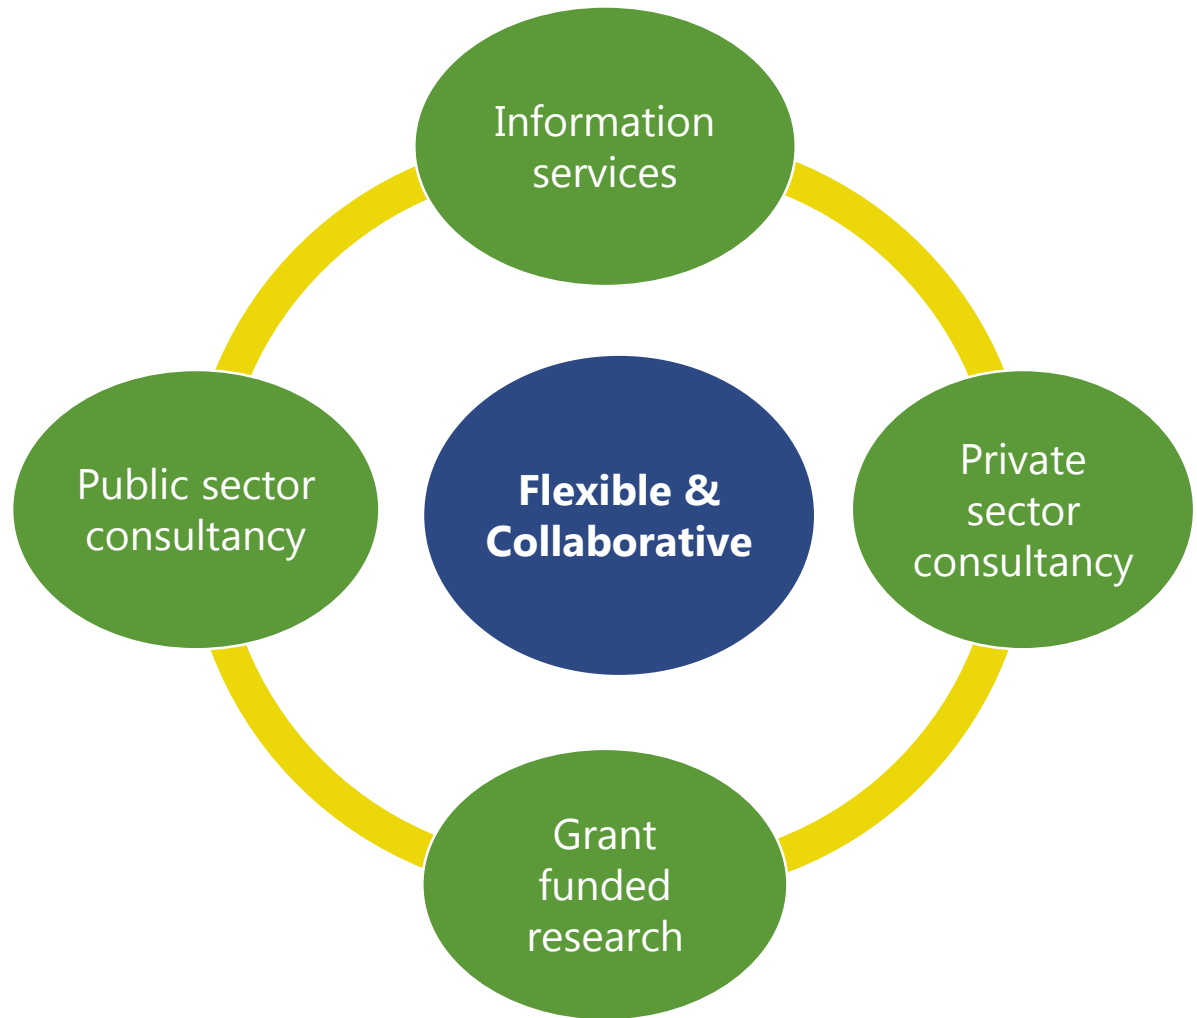 Information
services
Public sector
consultancy
Flexible &
Collaborative
Private
sector
consultancy
Grant
funded
research